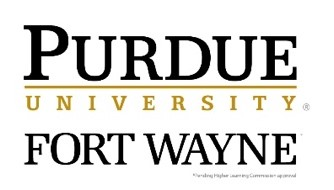 PURDUE
UNIVERSITY®
FORT WAYNE
*Pending Higher Learning Commission approval